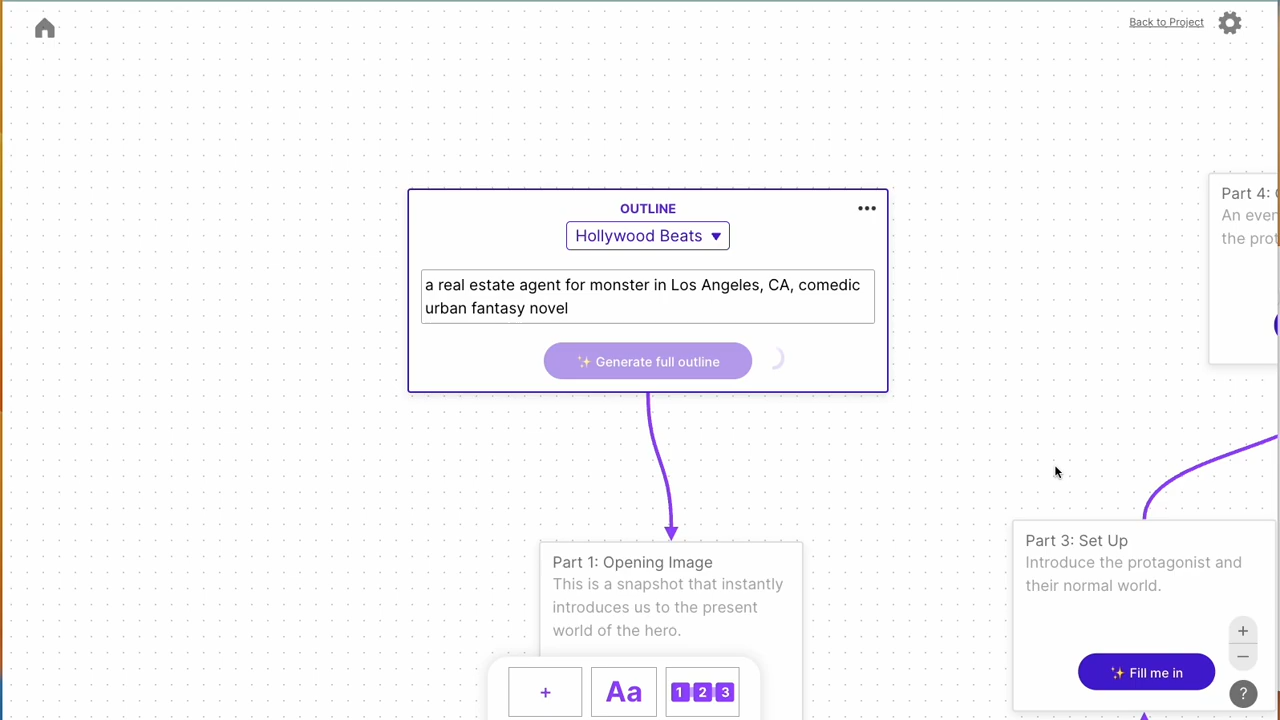 Back to Project
OUTLINE
Hollywood Beats
a real estate agent for monster in Los Angeles, CA, comedic
urban fantasy novel
✨ Generate full outline
Part 4:
An even
the prot
Part 1: Opening Image
This is a snapshot that instantly
introduces us to the present
world of the hero.
Part 3: Set Up
Introduce the protagonist and
their normal world.
✨ Fill me in
+
Aa
1 2 3
+
−
?